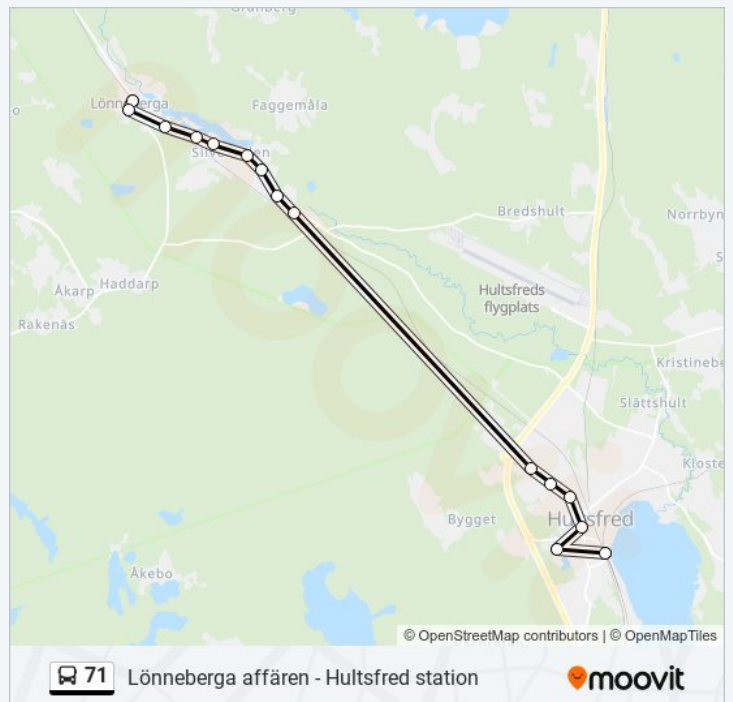 Lönneberga
Faggemåla
Bredshult
Norrbyn
Hultsfreds
flygplats
Åkarp
Haddarp
Rakenäs
Kristinebe
Slättshult
Kloste
Bygget
Hultsfred
Åkebo
© OpenStreetMap contributors | © OpenMapTiles
71 Lönneberga affären - Hultsfred station
moovit